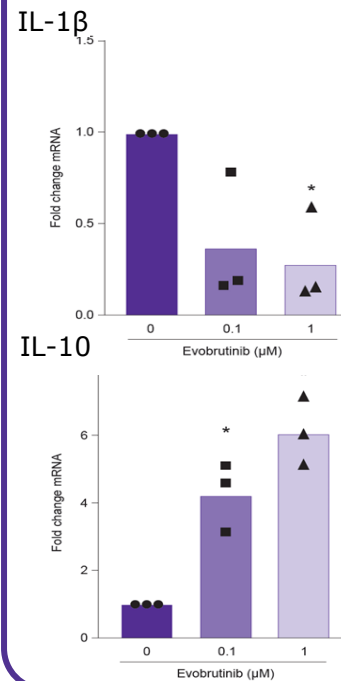 IL-1β
1.5
1.0
0.5
0.0
Fold change mRNA
*
0 0.1 1
Evobrutinib (μM)
IL-10
6
4
2
0
Fold change mRNA
*
0 0.1 1
Evobrutinib (μM)